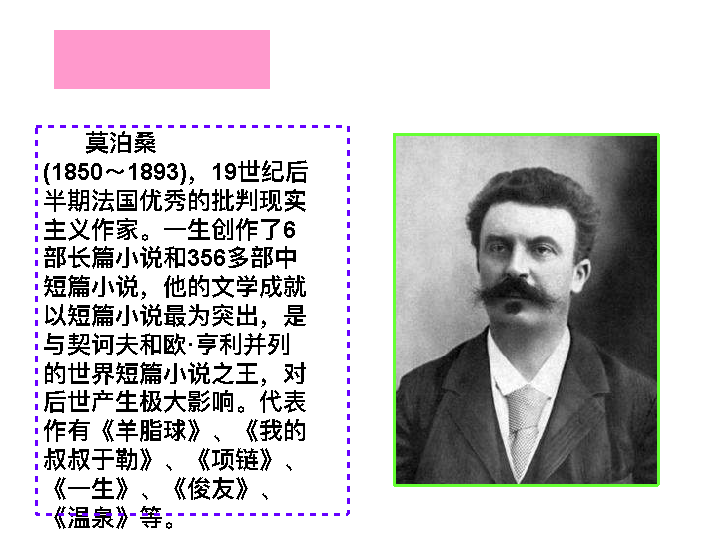 莫泊桑
(1850～1893)，19世纪后
半期法国优秀的批判现实
主义作家。一生创作了6
部长篇小说和356多部中
短篇小说，他的文学成就
以短篇小说最为突出，是
与契诃夫和欧·亨利并列
的世界短篇小说之王，对
后世产生极大影响。代表
作有《羊脂球》、《我的
叔叔于勒》、《项链》、
《一生》、《俊友》、
《温泉》等。